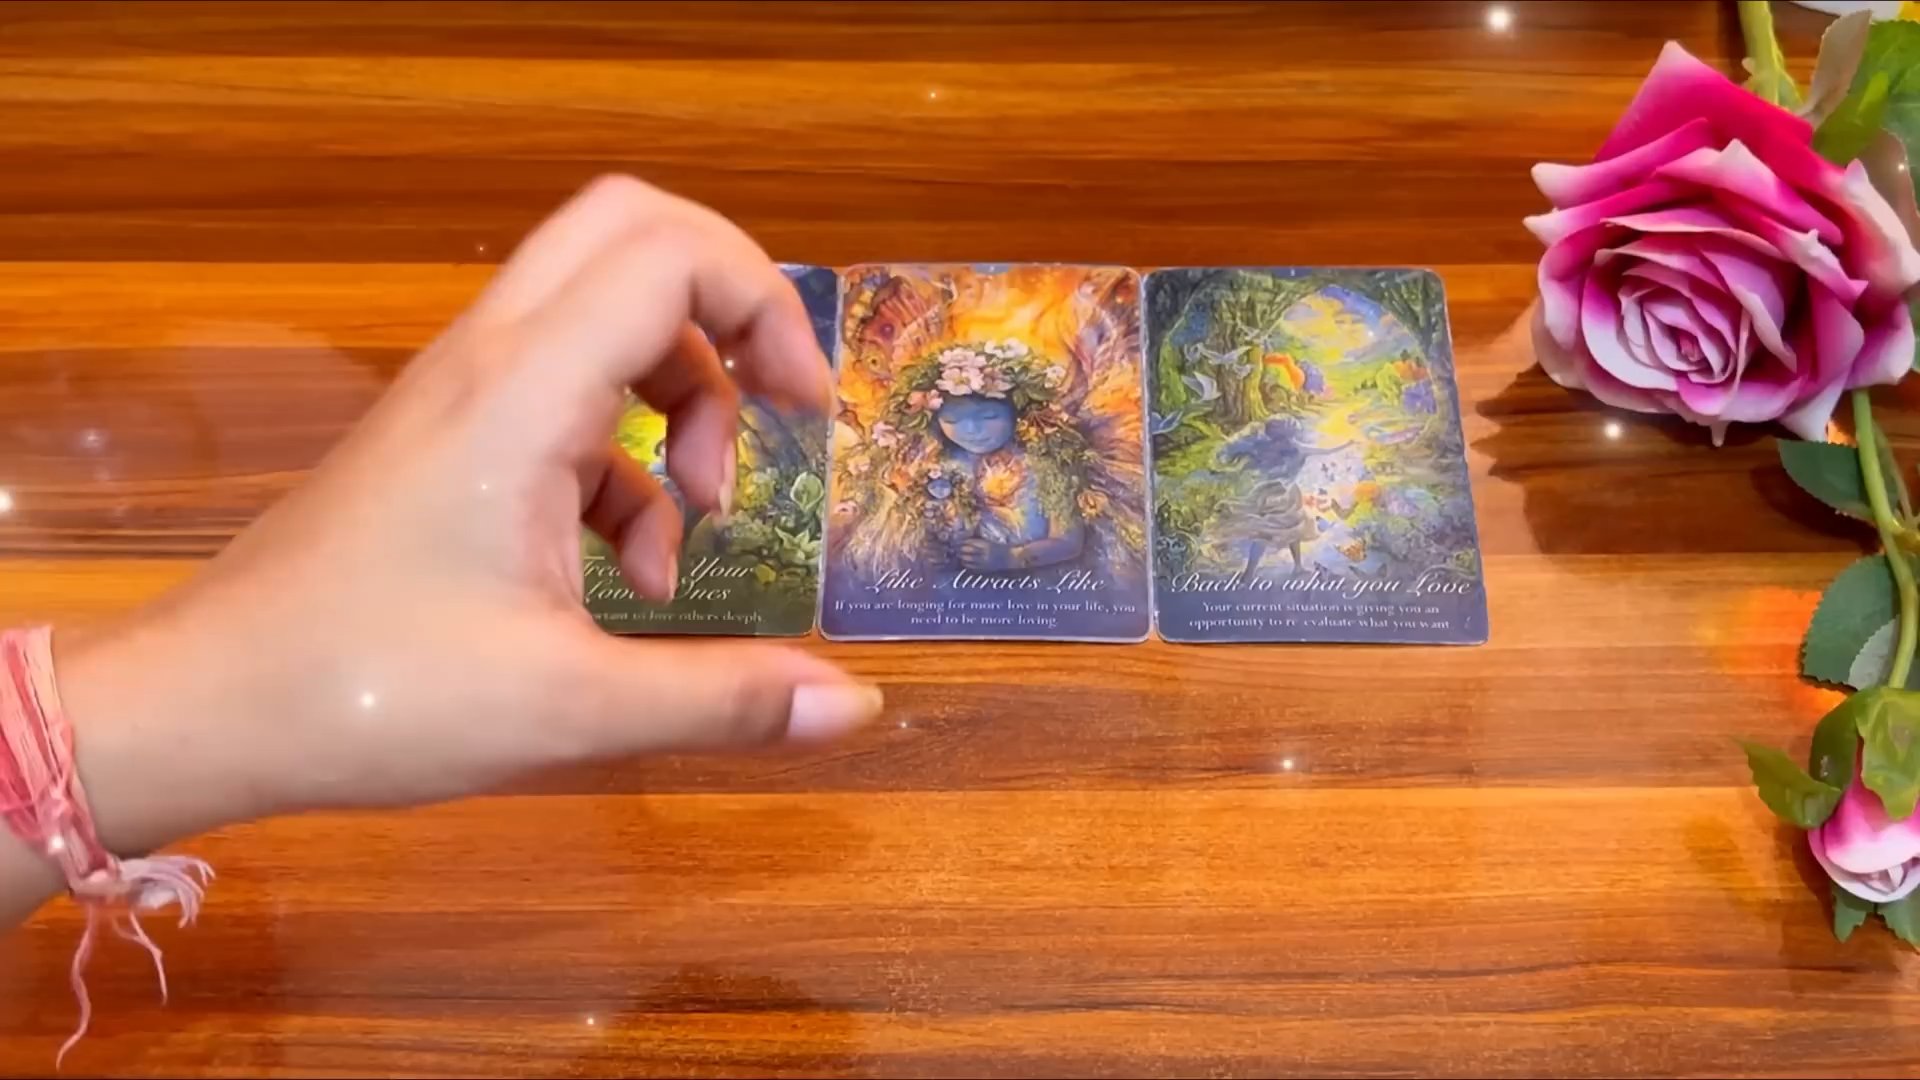 Your
Ones
to love others deeply.
Like Attracts Like
If you are longing for more love in your life, you
need to be more loving.
Back to what you Love
Your current situation is giving you an
opportunity to re-evaluate what you want